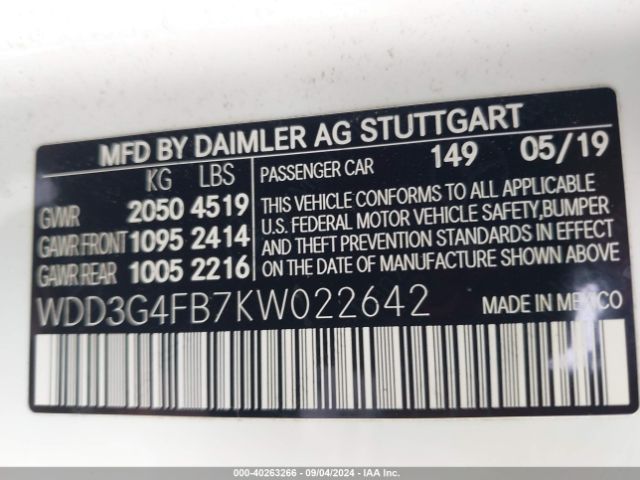 MFD BY DAIMLER AG STUTTGART
KG LBS
GVWR 2050 4519
GAWR FRONT 1095 2414
GAWR REAR 1005 2216
PASSENGER CAR 149 05/19
THIS VEHICLE CONFORMS TO ALL APPLICABLE
U.S. FEDERAL MOTOR VEHICLE SAFETY,BUMPER
AND THEFT PREVENTION STANDARDS IN EFFECT
ON THE DATE OF MANUFACTURE SHOWN ABOVE
WDD3G4FB7KW022642
MADE IN MEXICO
000-40263266 - 09/04/2024 - IAA Inc.